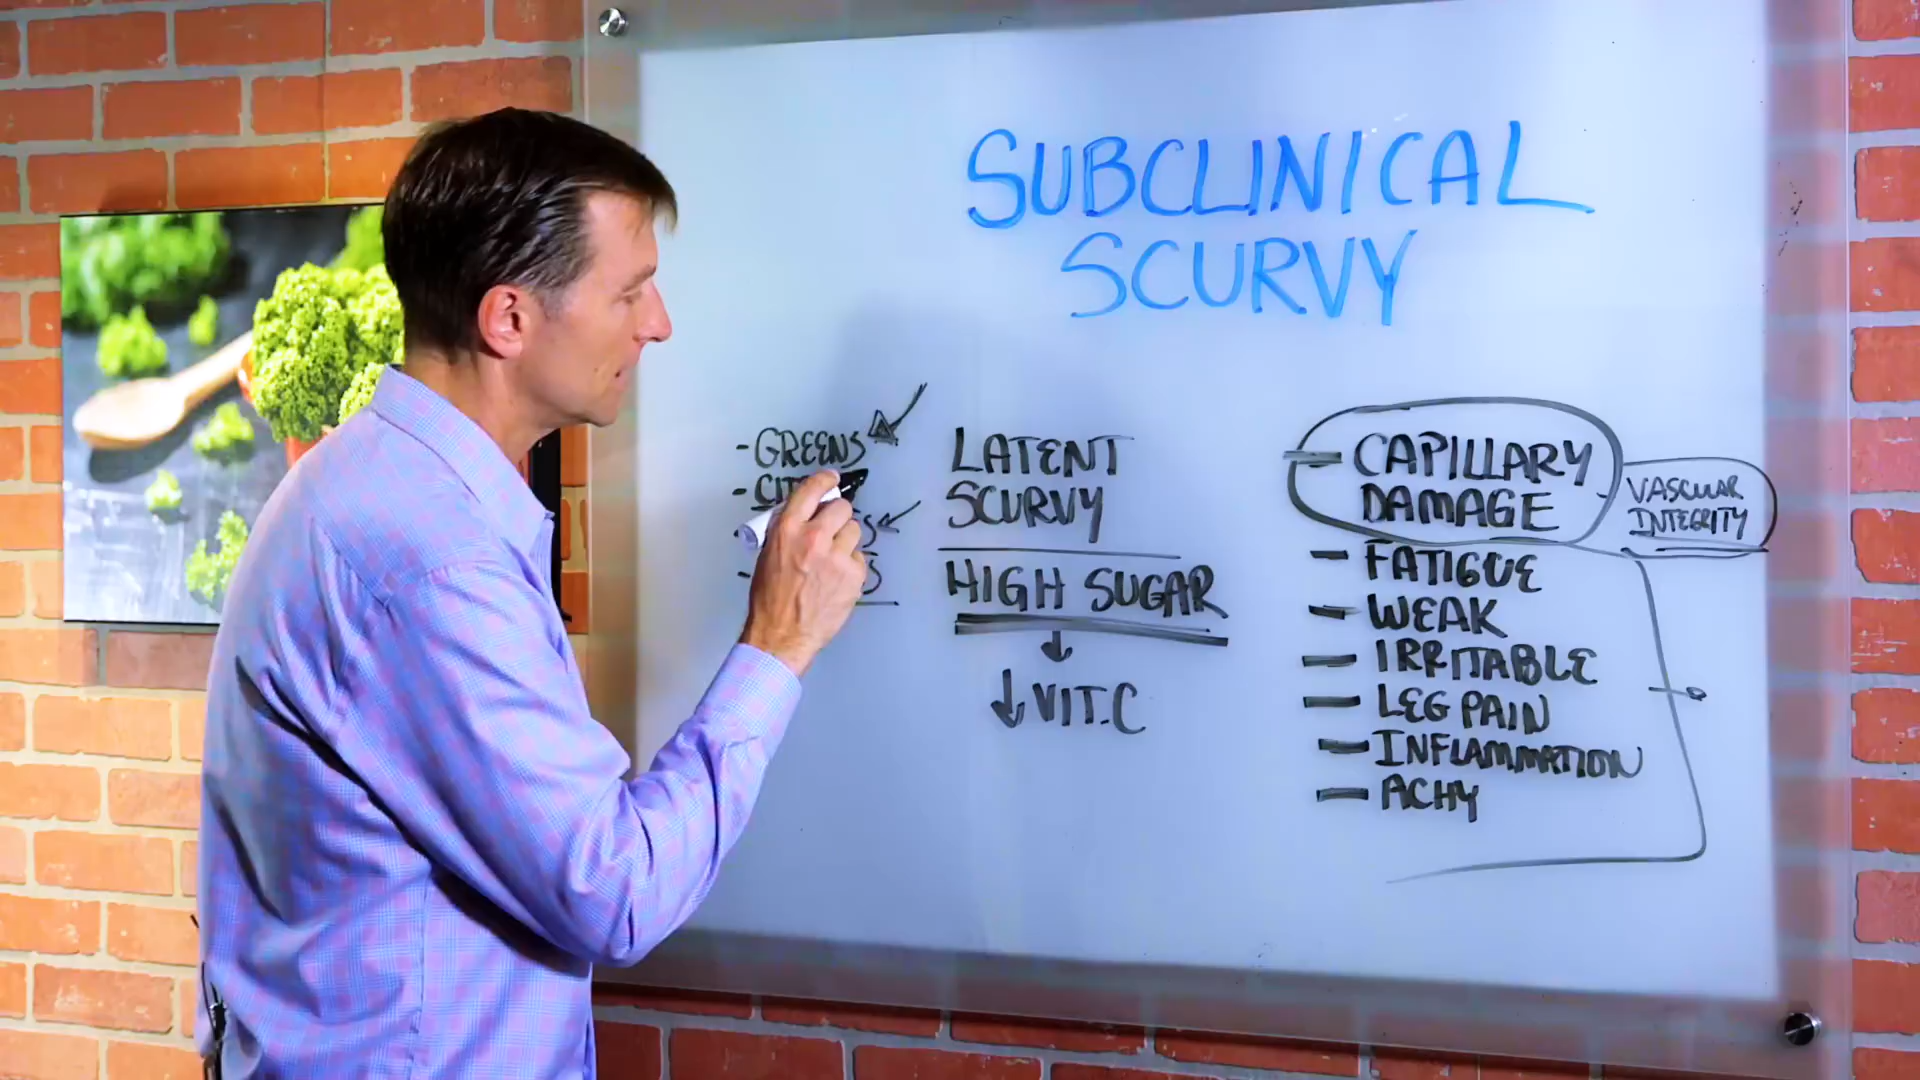 SUBCLINICAL
SCURVY
- GREENS
-
-
LATENT
SCURVY
HIGH SUGAR
↓
↓ VIT. C
- CAPILLARY
DAMAGE
VASCULAR
INTEGRITY
- FATIGUE
- WEAK
- IRRITABLE
- LEG PAIN
- INFLAMMATION
- ACHY